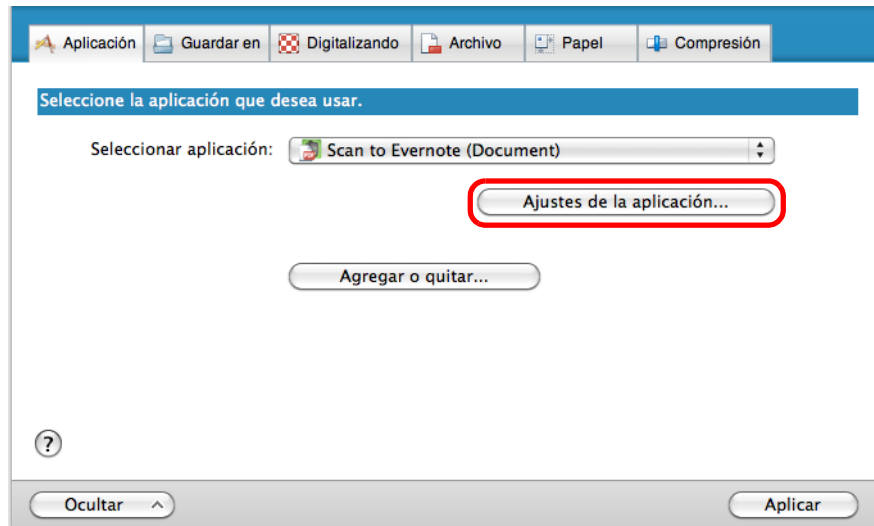 Aplicación Guardar en Digitalizando Archivo Papel Compresión
Seleccione la aplicación que desea usar.
Seleccionar aplicación: Scan to Evernote (Document)
Ajustes de la aplicación...
Agregar o quitar...
?
Ocultar Aplicar